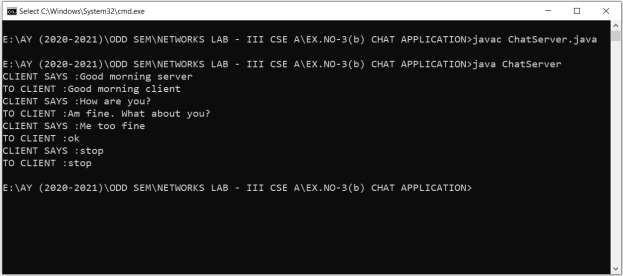 Select C:\Windows\System32\cmd.exe
E:\AY (2020-2021)\ODD SEM\NETWORKS LAB - III CSE A\EX.NO-3(b) CHAT APPLICATION>javac ChatServer.java
E:\AY (2020-2021)\ODD SEM\NETWORKS LAB - III CSE A\EX.NO-3(b) CHAT APPLICATION>java ChatServer
CLIENT SAYS :Good morning server
TO CLIENT :Good morning client
CLIENT SAYS :How are you?
TO CLIENT :Am fine. What about you?
CLIENT SAYS :Me too fine
TO CLIENT :ok
CLIENT SAYS :stop
TO CLIENT :stop
E:\AY (2020-2021)\ODD SEM\NETWORKS LAB - III CSE A\EX.NO-3(b) CHAT APPLICATION>